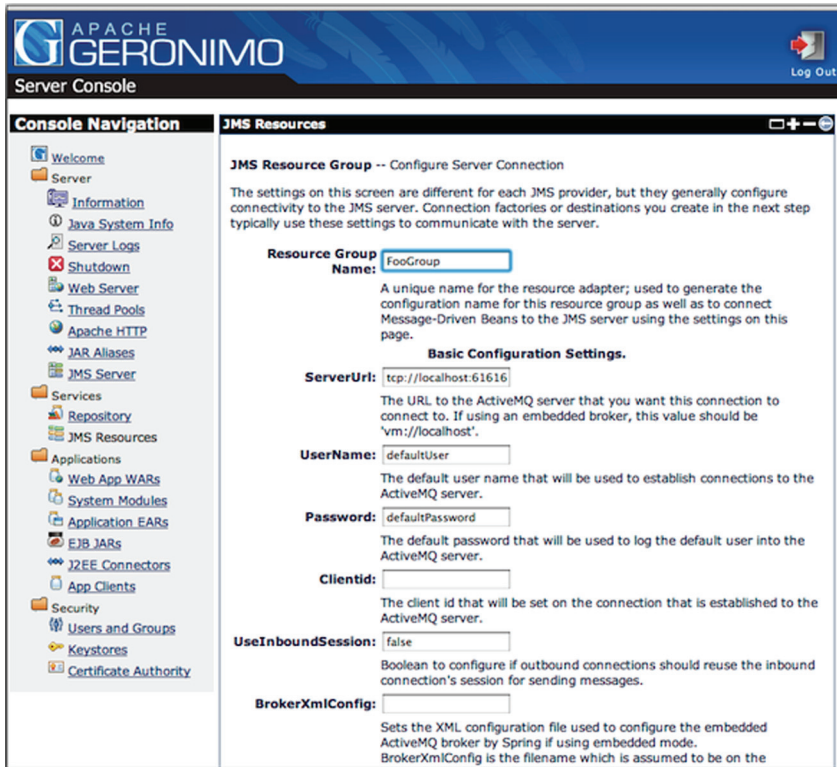 APACHE
GERONIMO
Log Out
Server Console
Console Navigation
Welcome
Server
Information
Java System Info
Server Logs
Shutdown
Web Server
Thread Pools
Apache HTTP
JAR Aliases
JMS Server
Services
Repository
JMS Resources
Applications
Web App WARs
System Modules
Application EARs
EJB JARs
J2EE Connectors
App Clients
Security
Users and Groups
Keystores
Certificate Authority
JMS Resources
JMS Resource Group -- Configure Server Connection
The settings on this screen are different for each JMS provider, but they generally configure
connectivity to the JMS server. Connection factories or destinations you create in the next step
typically use these settings to communicate with the server.
Resource Group
Name: FooGroup
A unique name for the resource adapter; used to generate the
configuration name for this resource group as well as to connect
Message-Driven Beans to the JMS server using the settings on this
page.
Basic Configuration Settings.
ServerUrl: tcp://localhost:61616
The URL to the ActiveMQ server that you want this connection to
connect to. If using an embedded broker, this value should be
'vm://localhost'.
UserName: defaultUser
The default user name that will be used to establish connections to the
ActiveMQ server.
Password: defaultPassword
The default password that will be used to log the default user into the
ActiveMQ server.
Clientid:
The client id that will be set on the connection that is established to the
ActiveMQ server.
UseInboundSession: false
Boolean to configure if outbound connections should reuse the inbound
connection's session for sending messages.
BrokerXmlConfig:
Sets the XML configuration file used to configure the embedded
ActiveMQ broker by Spring if using embedded mode.
BrokerXmlConfig is the filename which is assumed to be on the